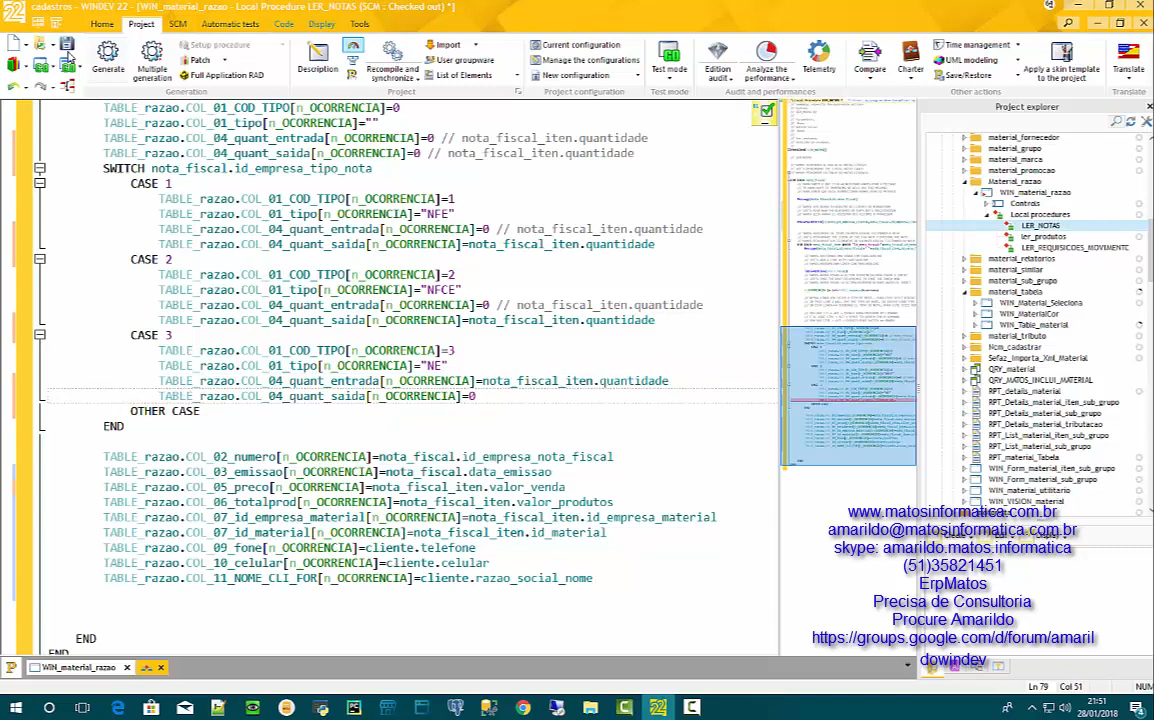 cadastros - WINDEV 22 - [WIN_material_razao - Local Procedure LER_NOTAS (SCM : Checked out) *]
Home Project SCM Automatic tests Code Display Tools
Generate
Multiple generation
Setup procedure
Patch
Full Application RAD
Generation
Description
Recompile and synchronize
Import
User groupware
List of Elements
Project
Current configuration
Manage the configurations
New configuration
Project configuration
Test mode
Test mode
Edition audit
Analyze the performance
Telemetry
Audit and performances
Compare
Charter
Time management
UML modeling
Save/Restore
Apply a skin template to the project
Other actions
Translate
Translate
TABLE_razao.COL_01_COD_TIPO[n_OCORRENCIA]=0
TABLE_razao.COL_01_tipo[n_OCORRENCIA]=""
TABLE_razao.COL_04_quant_entrada[n_OCORRENCIA]=0 // nota_fiscal_iten.quantidade
TABLE_razao.COL_04_quant_saida[n_OCORRENCIA]=0 // nota_fiscal_iten.quantidade
SWITCH nota_fiscal.id_empresa_tipo_nota
CASE 1
TABLE_razao.COL_01_COD_TIPO[n_OCORRENCIA]=1
TABLE_razao.COL_01_tipo[n_OCORRENCIA]="NFE"
TABLE_razao.COL_04_quant_entrada[n_OCORRENCIA]=0 // nota_fiscal_iten.quantidade
TABLE_razao.COL_04_quant_saida[n_OCORRENCIA]=nota_fiscal_iten.quantidade
CASE 2
TABLE_razao.COL_01_COD_TIPO[n_OCORRENCIA]=2
TABLE_razao.COL_01_tipo[n_OCORRENCIA]="NFCE"
TABLE_razao.COL_04_quant_entrada[n_OCORRENCIA]=0 // nota_fiscal_iten.quantidade
TABLE_razao.COL_04_quant_saida[n_OCORRENCIA]=nota_fiscal_iten.quantidade
CASE 3
TABLE_razao.COL_01_COD_TIPO[n_OCORRENCIA]=3
TABLE_razao.COL_01_tipo[n_OCORRENCIA]="NE"
TABLE_razao.COL_04_quant_entrada[n_OCORRENCIA]=nota_fiscal_iten.quantidade
TABLE_razao.COL_04_quant_saida[n_OCORRENCIA]=0
OTHER CASE
END
TABLE_razao.COL_02_numero[n_OCORRENCIA]=nota_fiscal.id_empresa_nota_fiscal
TABLE_razao.COL_03_emissao[n_OCORRENCIA]=nota_fiscal.data_emissao
TABLE_razao.COL_05_preco[n_OCORRENCIA]=nota_fiscal_iten.valor_venda
TABLE_razao.COL_06_totalprod[n_OCORRENCIA]=nota_fiscal_iten.valor_produtos
TABLE_razao.COL_07_id_empresa_material[n_OCORRENCIA]=nota_fiscal_iten.id_empresa_material
TABLE_razao.COL_07_id_material[n_OCORRENCIA]=nota_fiscal_iten.id_material
TABLE_razao.COL_09_fone[n_OCORRENCIA]=cliente.telefone
TABLE_razao.COL_10_celular[n_OCORRENCIA]=cliente.celular
TABLE_razao.COL_11_NOME_CLI_FOR[n_OCORRENCIA]=cliente.razao_social_nome
END
END
Project explorer
material_fornecedor
material_grupo
material_marca
material_promocao
Material_razao
WIN_material_razao
Controls
Local procedures
LER_NOTAS
ler_produtos
LER_REQUISICOES_MOVIMENTC
material_relatorios
material_similar
material_sub_grupo
material_tabela
WIN_Material_Seleciona
WIN_MaterialCor
WIN_Table_material
material_tributo
Ncm_cadastrar
Sefaz_Importa_Xml_Material
QRY_material
QRY_MATOS_INCLUI_MATERIAL
RPT_details_material
RPT_Details_material_iten_sub_grupo
RPT_Details_material_sub_grupo
RPT_Details_material_tributacao
RPT_List_material_iten_sub_grupo
RPT_List_material_sub_grupo
RPT_material_Tabela
WIN_Form_material_iten_sub_grupo
WIN_Form_material_sub_grupo
WIN_material_utilitario
WIN_VISION_material
www.matosinformatica.com.br
amarildo@matosinformatica.com.br
skype: amarildo.matos.informatica
(51)35821451
ErpMatos
Precisa de Consultoria
Procure Amarildo
https://groups.google.com/d/forum/amaril
dowindev
WIN_material_razao
Ln 79 Col 51 NUM
21:51
28/01/2018